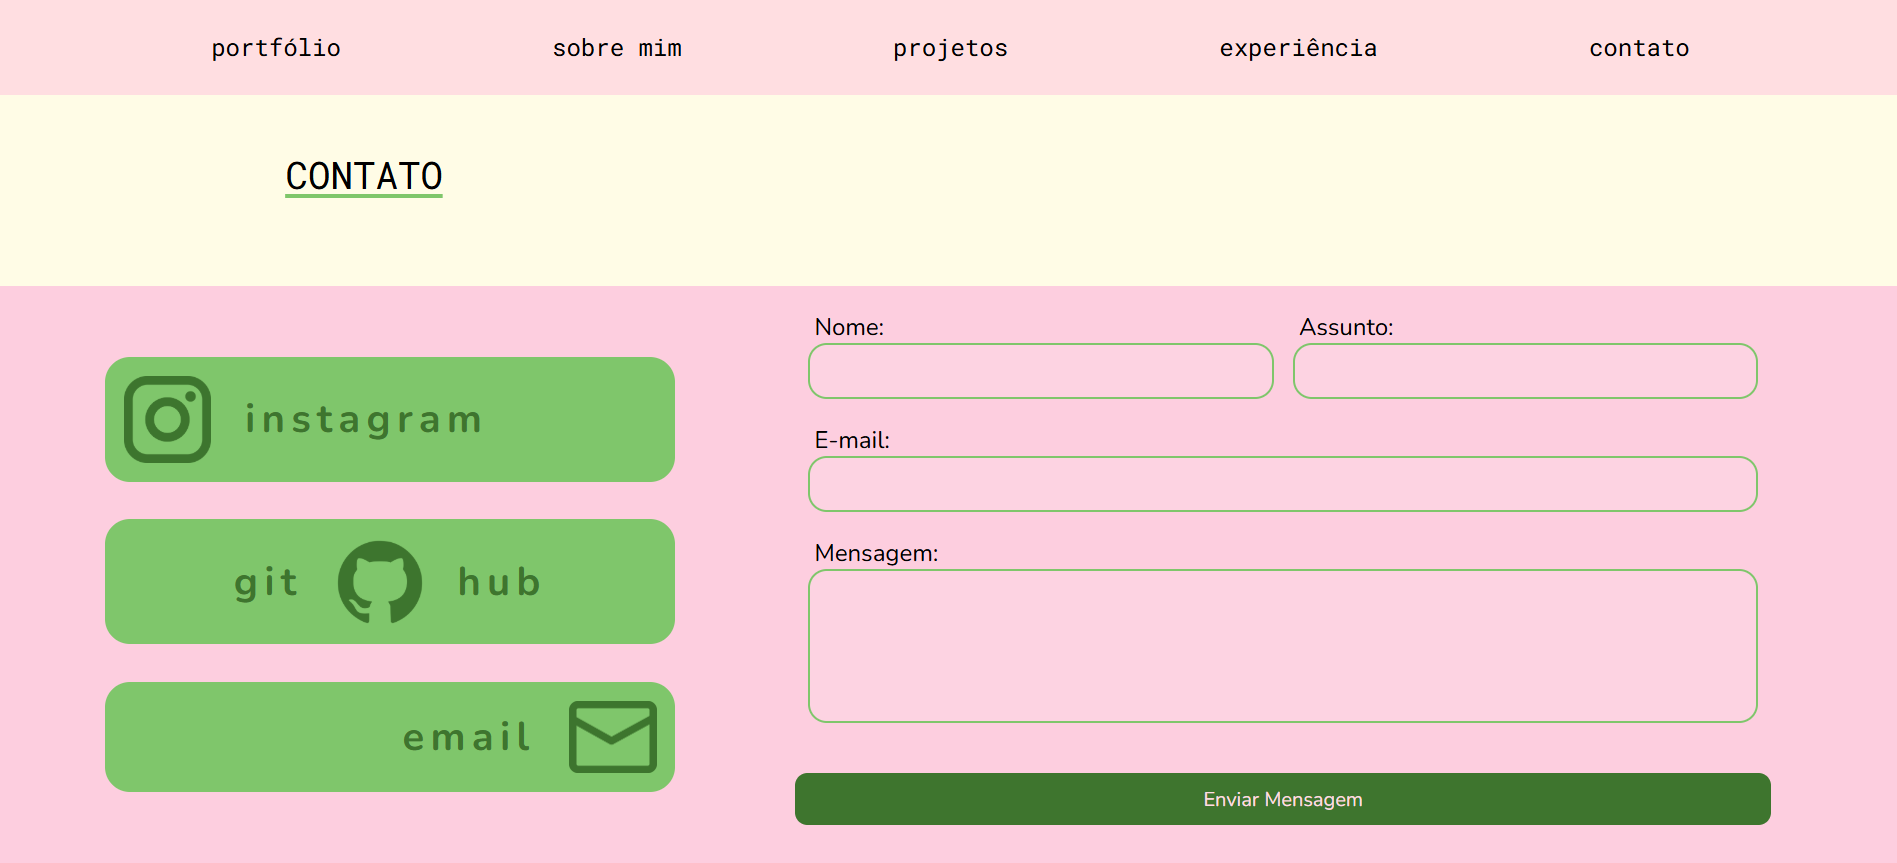 portfólio sobre mim projetos experiência contato
CONTATO
instagram
git hub
email
Nome: Assunto:
E-mail:
Mensagem:
Enviar Mensagem